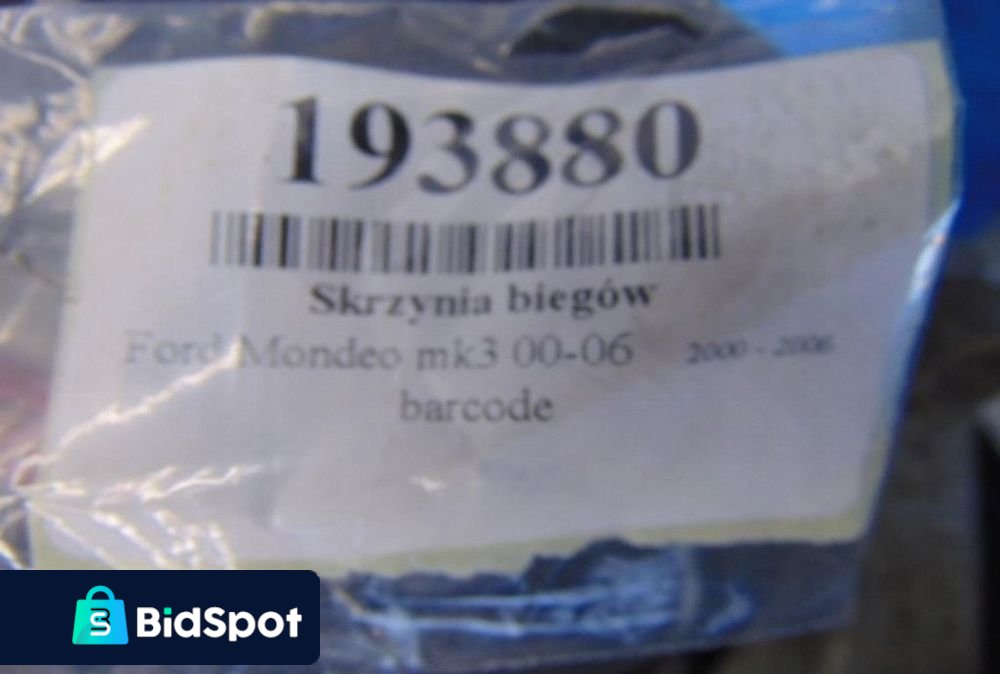 193880
Skrzynia biegów
Ford Mondeo mk3 00-06 2000 - 2006
barcode
BidSpot